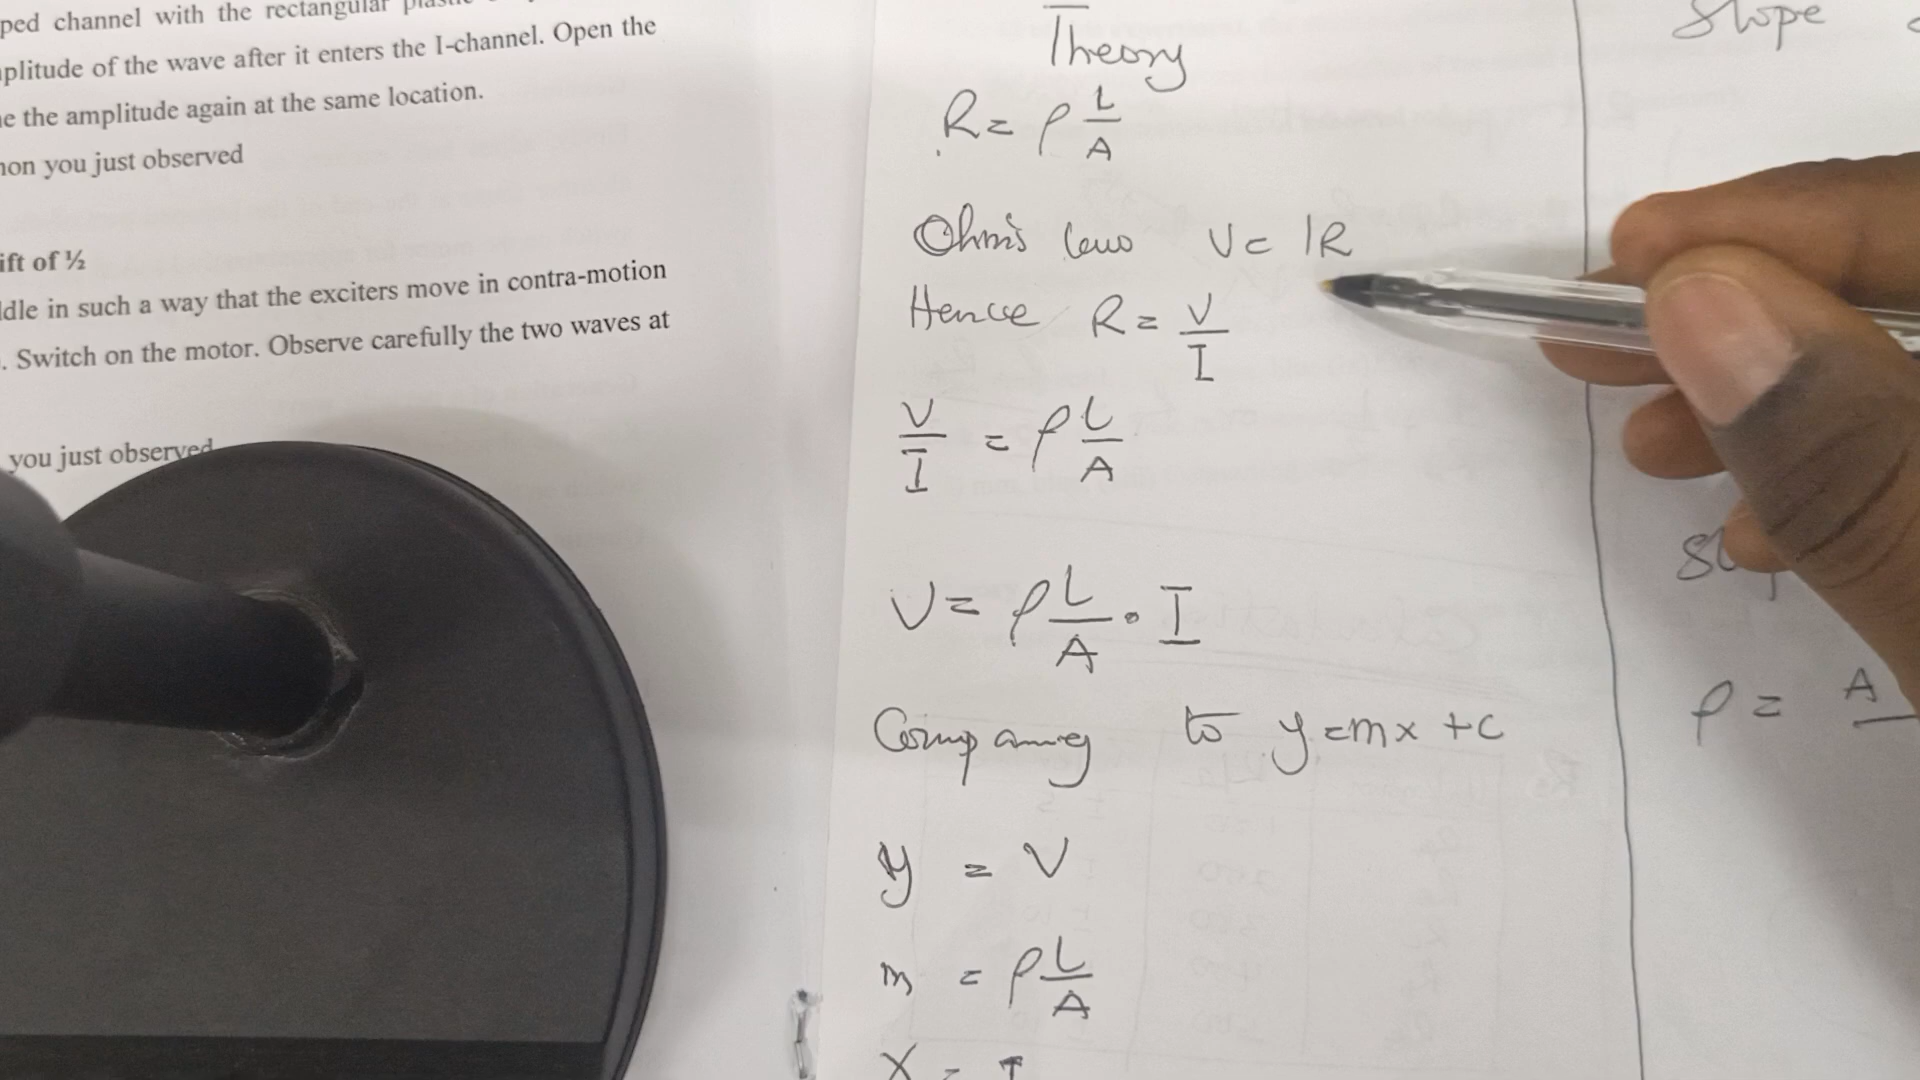 ped channel with the rectangular
plitude of the wave after it enters the I-channel. Open the
e the amplitude again at the same location.
non you just observed
ift of ½
dle in such a way that the exciters move in contra-motion
. Switch on the motor. Observe carefully the two waves at
you just observed
Theory
R = ρ L/A
Ohm's law V = IR
Hence R = V/I
V/I = ρ L/A
V = ρ L/A • I
Comparing to y = mx + c
y = V
m = ρ L/A
x = I
Slope
ρ = A